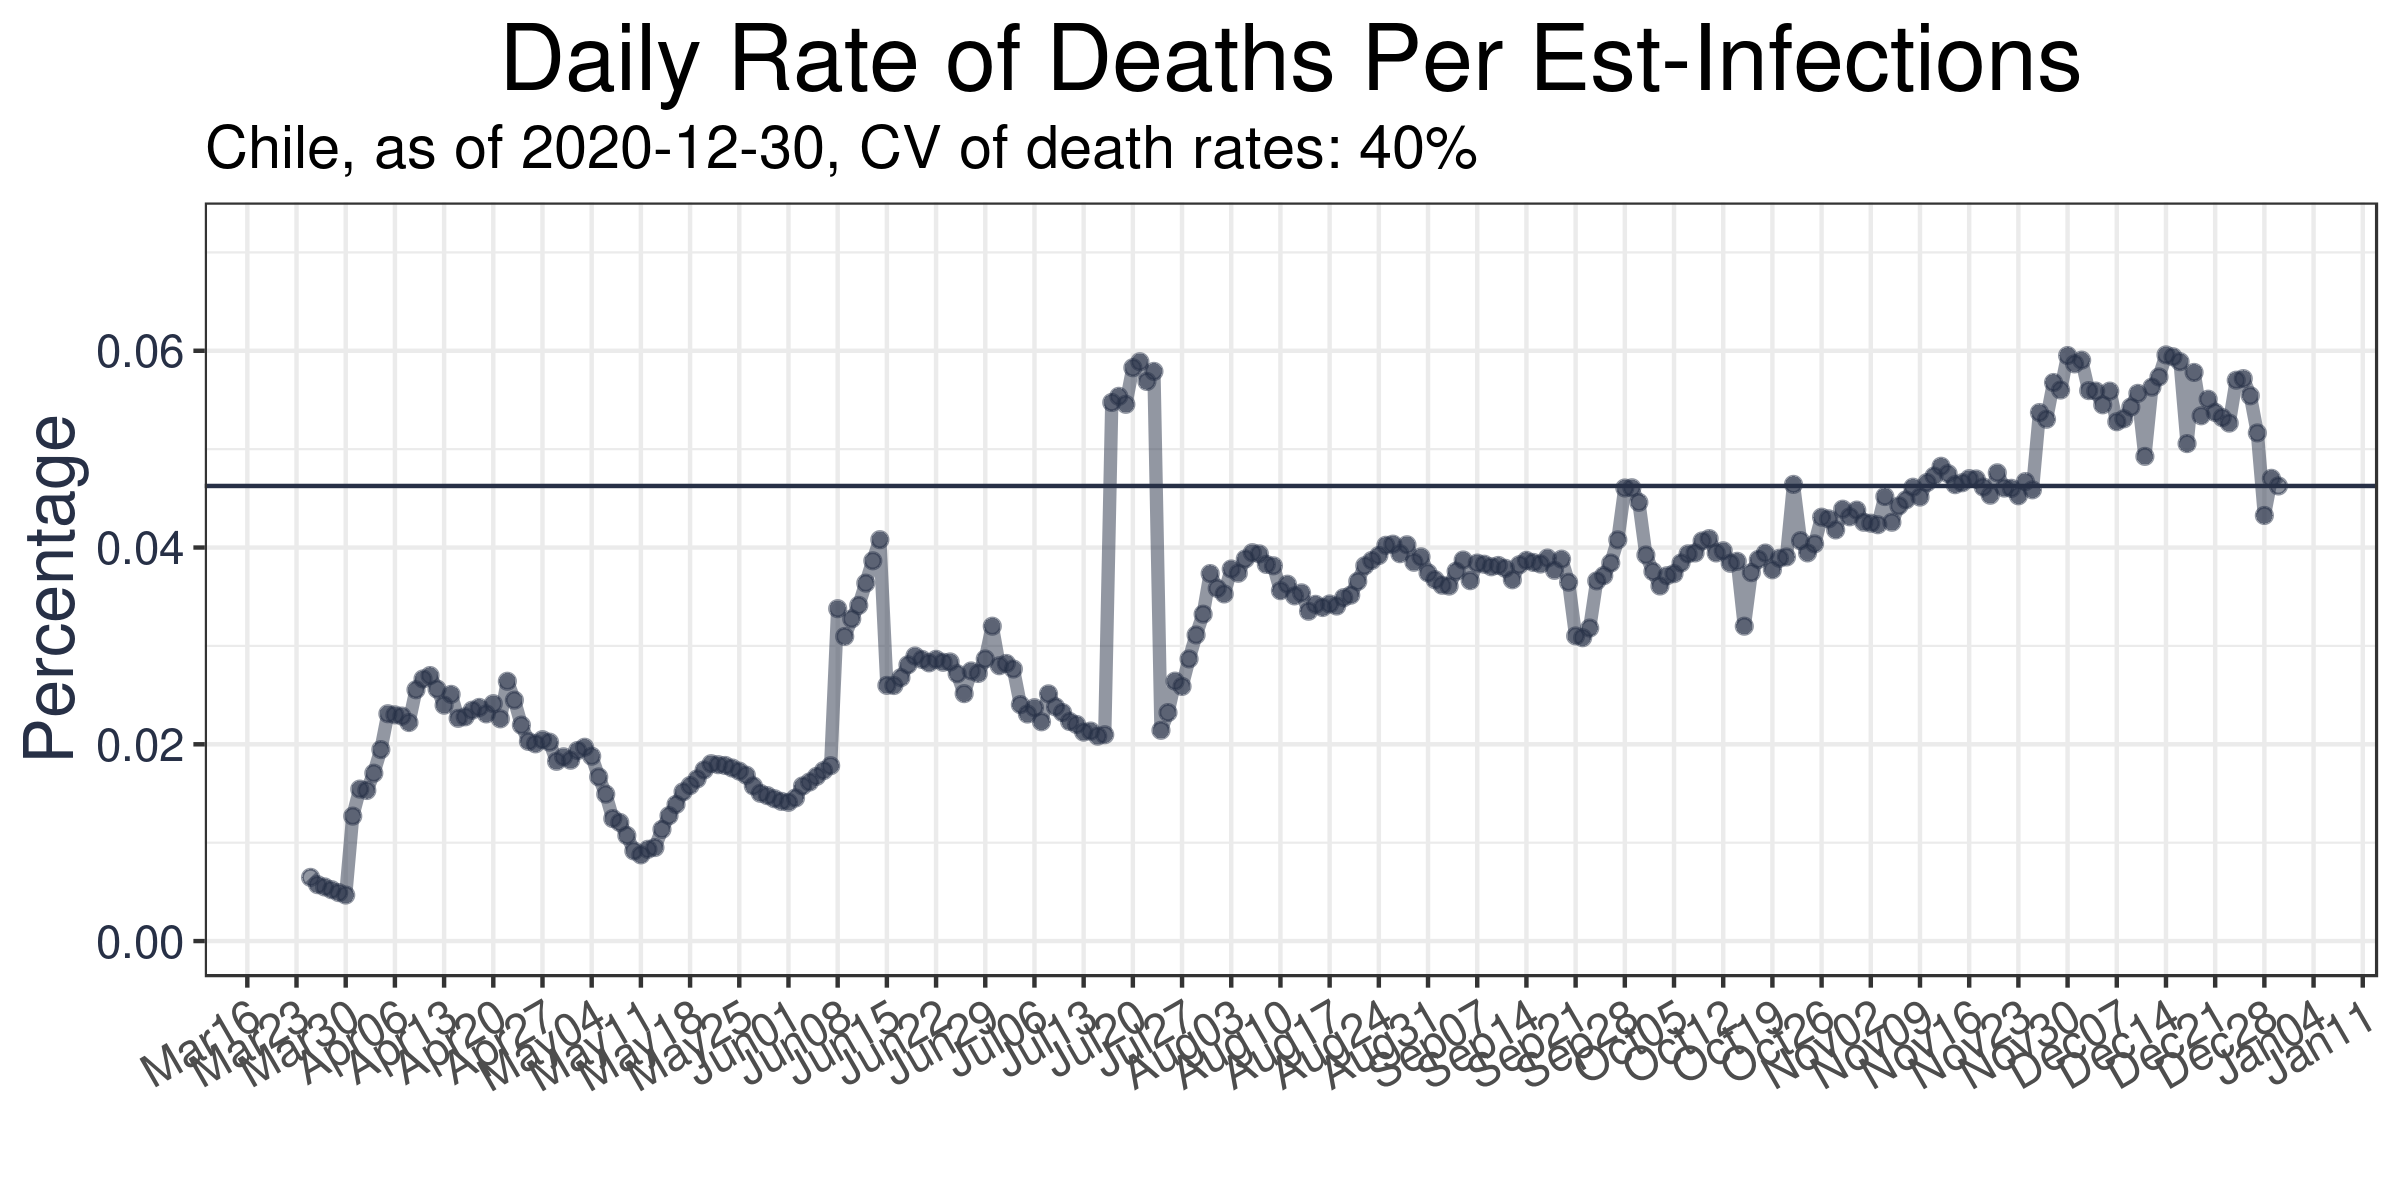 Daily Rate of Deaths Per Est-Infections
Chile, as of 2020-12-30, CV of death rates: 40%
Percentage
0.06
0.04
0.02
0.00
Mar16
Mar23
Mar30
Apr06
Apr13
Apr20
Apr27
May04
May11
May18
May25
Jun01
Jun08
Jun15
Jun22
Jun29
Jul06
Jul13
Jul20
Jul27
Aug03
Aug10
Aug17
Aug24
Aug31
Sep07
Sep14
Sep21
Sep28
Oct05
Oct12
Oct19
Oct26
Nov02
Nov09
Nov16
Nov23
Nov30
Dec07
Dec14
Dec21
Dec28
Jan04
Jan11